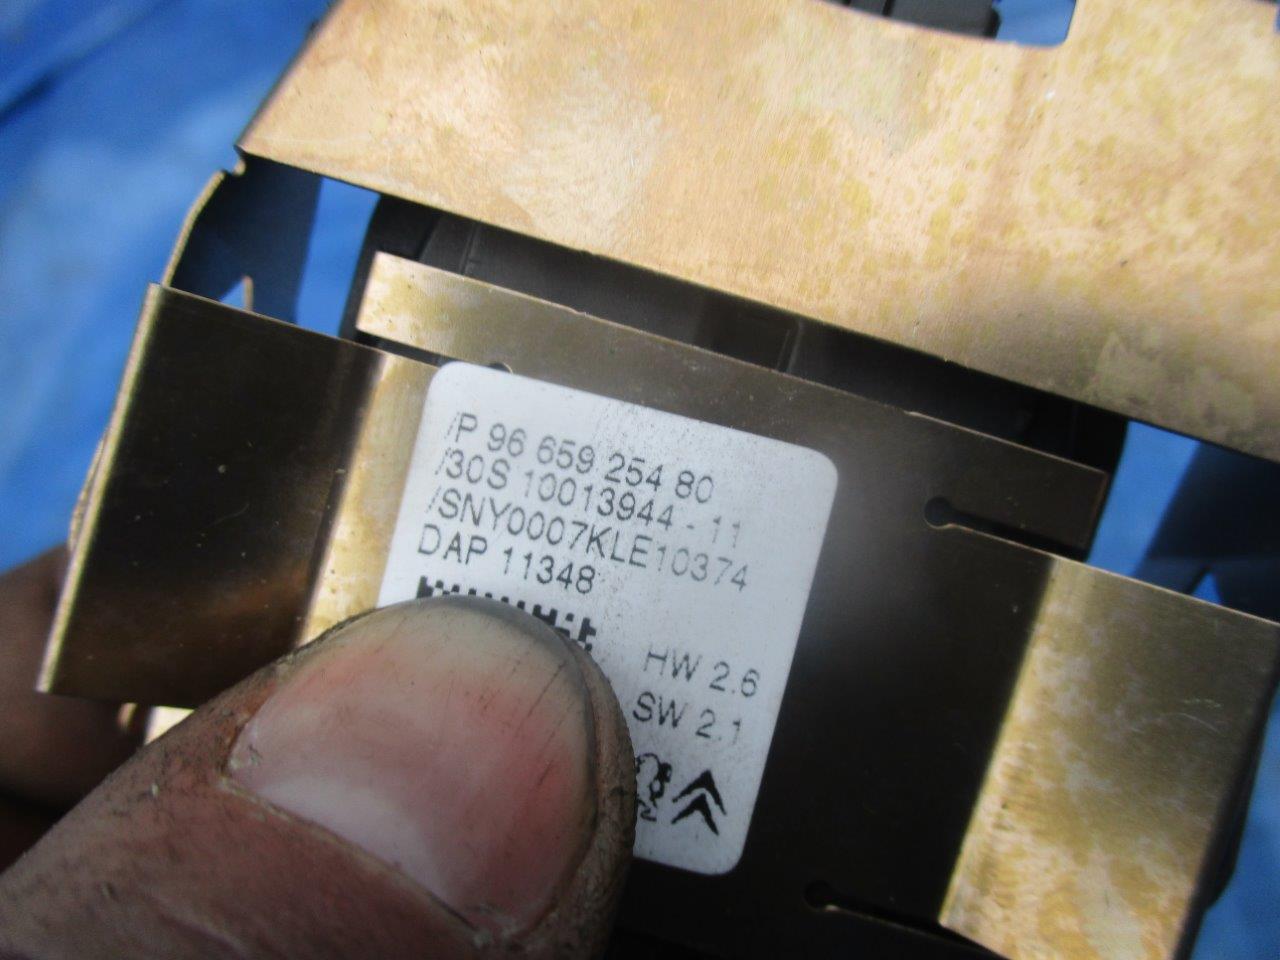 /P 96 659 254 80
/30S 10013944 - 11
/SNY0007KLE10374
DAP 11348
HW 2.6
SW 2.1